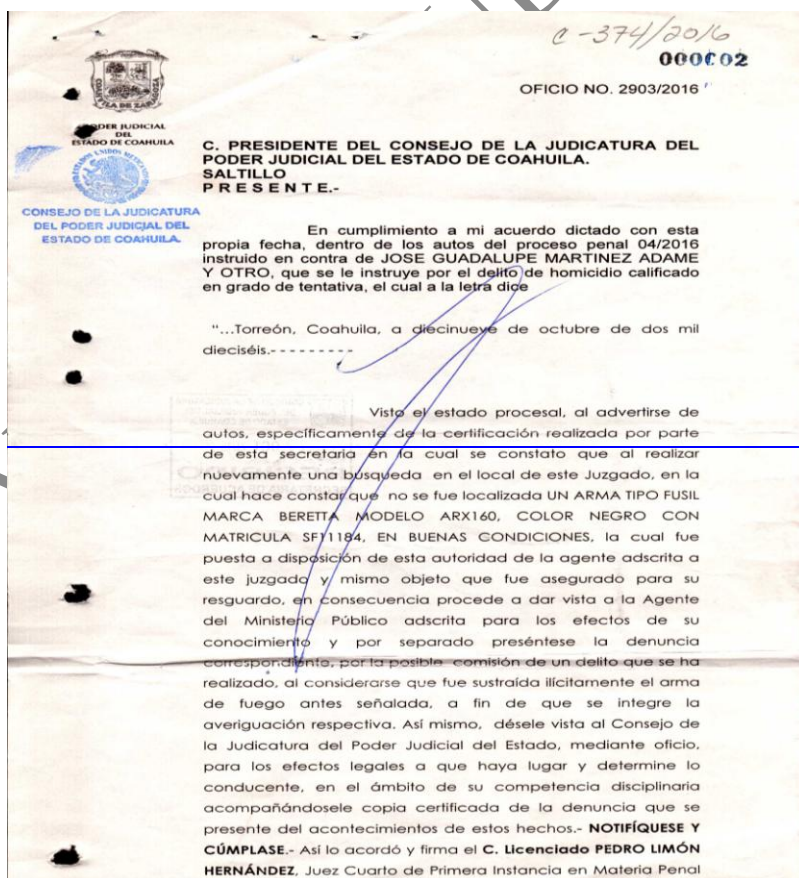 C-374/2016
000002
OFICIO NO. 2903/2016
COAHUILA DE ZARAGOZA
PODER JUDICIAL
DEL
ESTADO DE COAHUILA
ESTADOS UNIDOS MEXICANOS
CONSEJO DE LA JUDICATURA
DEL PODER JUDICIAL DEL
ESTADO DE COAHUILA.
C. PRESIDENTE DEL CONSEJO DE LA JUDICATURA DEL
PODER JUDICIAL DEL ESTADO DE COAHUILA.
SALTILLO
P R E S E N T E.-
En cumplimiento a mi acuerdo dictado con esta
propia fecha, dentro de los autos del proceso penal 04/2016
instruido en contra de JOSE GUADALUPE MARTINEZ ADAME
Y OTRO, que se le instruye por el delito de homicidio calificado
en grado de tentativa, el cual a la letra dice
"...Torreón, Coahuila, a diecinueve de octubre de dos mil
dieciséis.- - - - - - - - -
Visto el estado procesal, al advertirse de
autos, específicamente de la certificación realizada por parte
de esta secretaria en la cual se constato que al realizar
nuevamente una búsqueda en el local de este Juzgado, en la
cual hace constar que no se fue localizada UN ARMA TIPO FUSIL
MARCA BERETTA MODELO ARX160, COLOR NEGRO CON
MATRICULA SF11184, EN BUENAS CONDICIONES, la cual fue
puesta a disposición de esta autoridad de la agente adscrita a
este juzgado y mismo objeto que fue asegurado para su
resguardo, en consecuencia procede a dar vista a la Agente
del Ministerio Público adscrita para los efectos de su
conocimiento y por separado preséntese la denuncia
correspondiente, por la posible comisión de un delito que se ha
realizado, al considerarse que fue sustraída ilícitamente el arma
de fuego antes señalada, a fin de que se integre la
averiguación respectiva. Así mismo, désele vista al Consejo de
la Judicatura del Poder Judicial del Estado, mediante oficio,
para los efectos legales a que haya lugar y determine lo
conducente, en el ámbito de su competencia disciplinaria
acompañándosele copia certificada de la denuncia que se
presente del acontecimientos de estos hechos.- NOTIFÍQUESE Y
CÚMPLASE.- Así lo acordó y firma el C. Licenciado PEDRO LIMÓN
HERNÁNDEZ, Juez Cuarto de Primera Instancia en Materia Penal